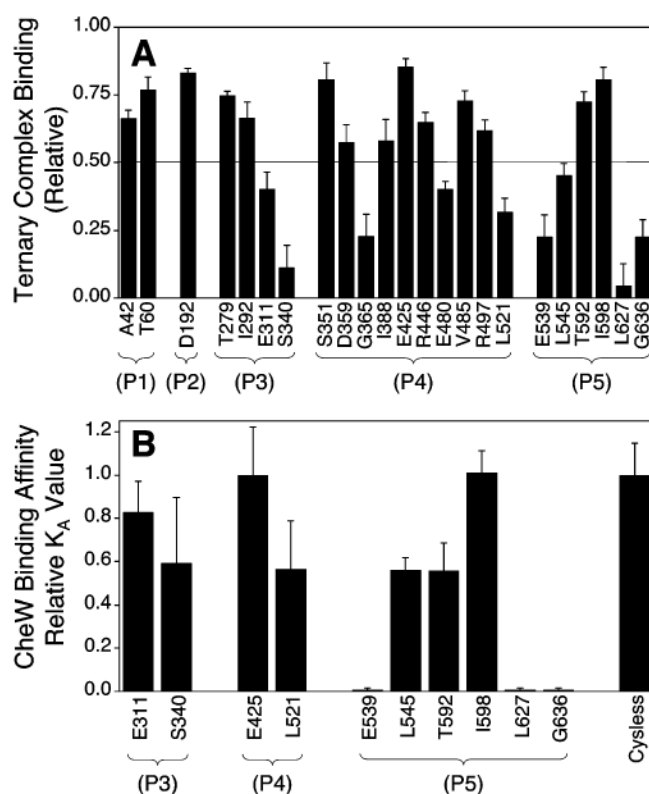 A
Ternary Complex Binding
(Relative)
1.00
0.75
0.50
0.25
0.00
A42 T60 D192 T279 I292 E311 S340 S351 D359 G365 I388 E425 R446 E480 V485 R497 L521 E539 L545 T592 I598 L627 G636
(P1) (P2) (P3) (P4) (P5)
B
CheW Binding Affinity
Relative KA Value
1.2
1.0
0.8
0.6
0.4
0.2
0.0
E311 S340 E425 L521 E539 L545 T592 I598 L627 G636 Cysless
(P3) (P4) (P5)